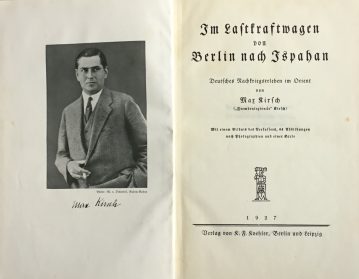 Max Kirsch
Im Lastkraftwagen
von
Berlin nach Ispahan
Deutsches Nachkriegserleben im Orient
von
Max Kirsch
Mit einem Bildnis des Verfassers, 64 Abbildungen
nach Photographien und einer Karte
1927
Verlag von K. F. Koehler, Berlin und Leipzig